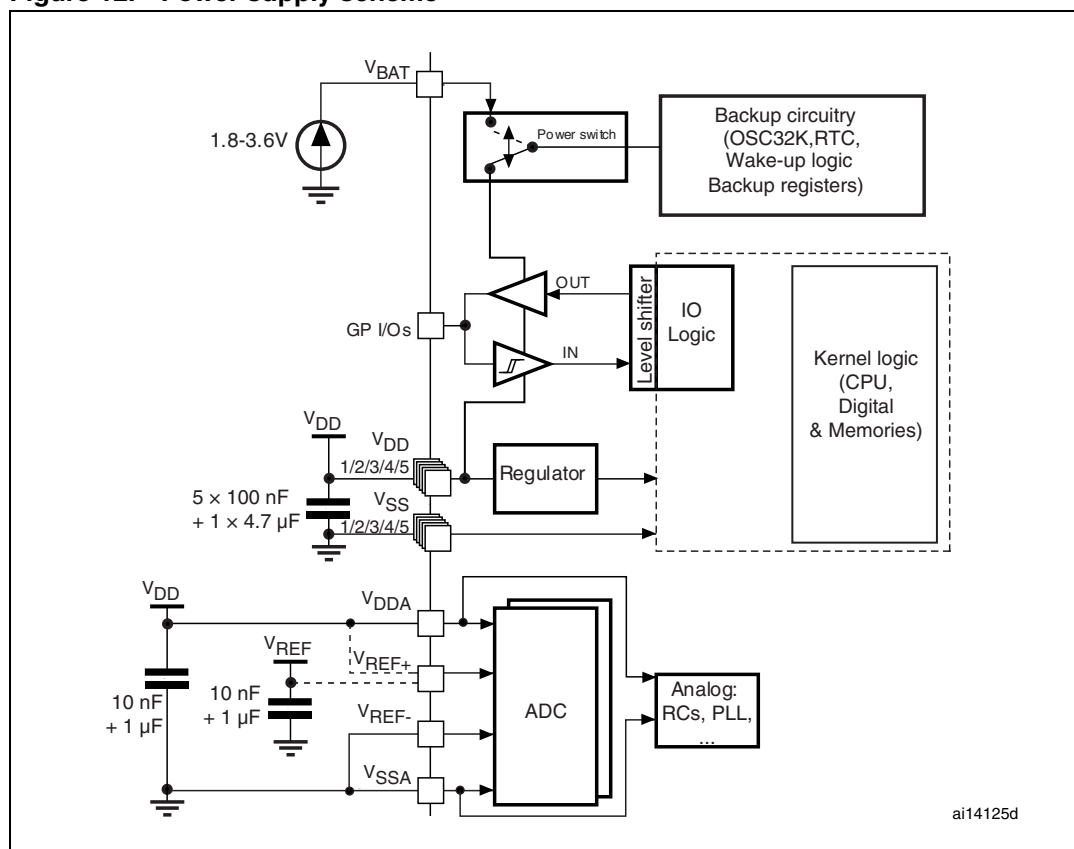 Figure 12. Power supply scheme
VBAT
1.8-3.6V
Power switch
Backup circuitry
(OSC32K,RTC,
Wake-up logic
Backup registers)
GP I/Os
OUT
IN
Level shifter
IO
Logic
Kernel logic
(CPU,
Digital
& Memories)
VDD
VDD
1/2/3/4/5
Regulator
5 × 100 nF
+ 1 × 4.7 µF
VSS
1/2/3/4/5
VDD
VDDA
VREF
VREF+
10 nF
+ 1 µF
10 nF
+ 1 µF
VREF-
VSSA
ADC
Analog:
RCs, PLL,
...
ai14125d